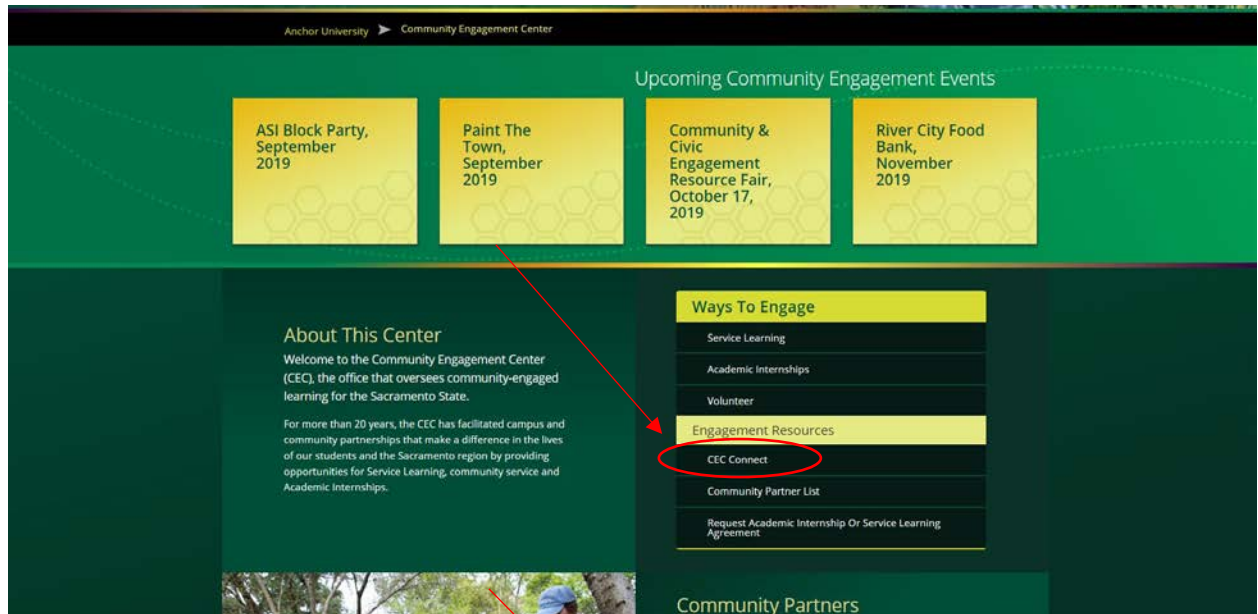 Anchor University ➤ Community Engagement Center
Upcoming Community Engagement Events
ASI Block Party,
September
2019
Paint The
Town,
September
2019
Community &
Civic
Engagement
Resource Fair,
October 17,
2019
River City Food
Bank,
November
2019
About This Center
Welcome to the Community Engagement Center
(CEC), the office that oversees community-engaged
learning for the Sacramento State.
For more than 20 years, the CEC has facilitated campus and
community partnerships that make a difference in the lives
of our students and the Sacramento region by providing
opportunities for Service Learning, community service and
Academic Internships.
Ways To Engage
Service Learning
Academic Internships
Volunteer
Engagement Resources
CEC Connect
Community Partner List
Request Academic Internship Or Service Learning
Agreement
Community Partners